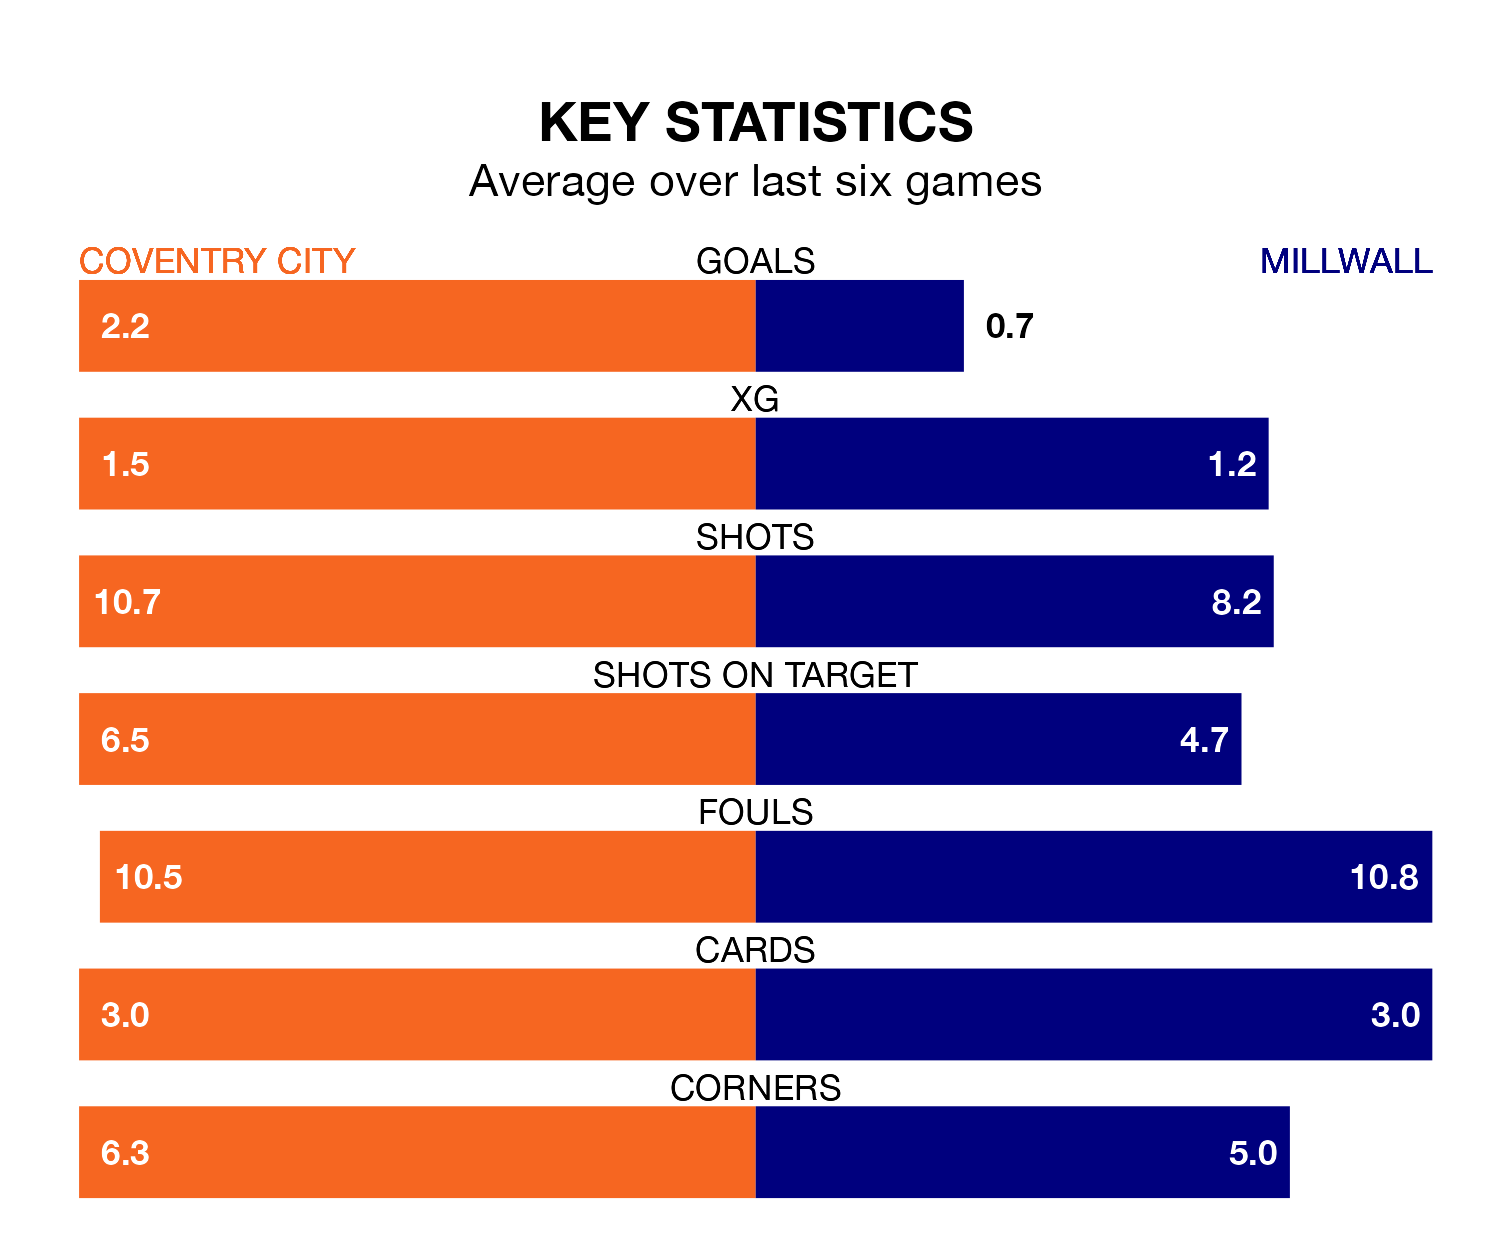 KEY STATISTICS
Average over last six games
COVENTRY CITY GOALS MILLWALL
2.2 0.7
XG
1.5 1.2
SHOTS
10.7 8.2
SHOTS ON TARGET
6.5 4.7
FOULS
10.5 10.8
CARDS
3.0 3.0
CORNERS
6.3 5.0